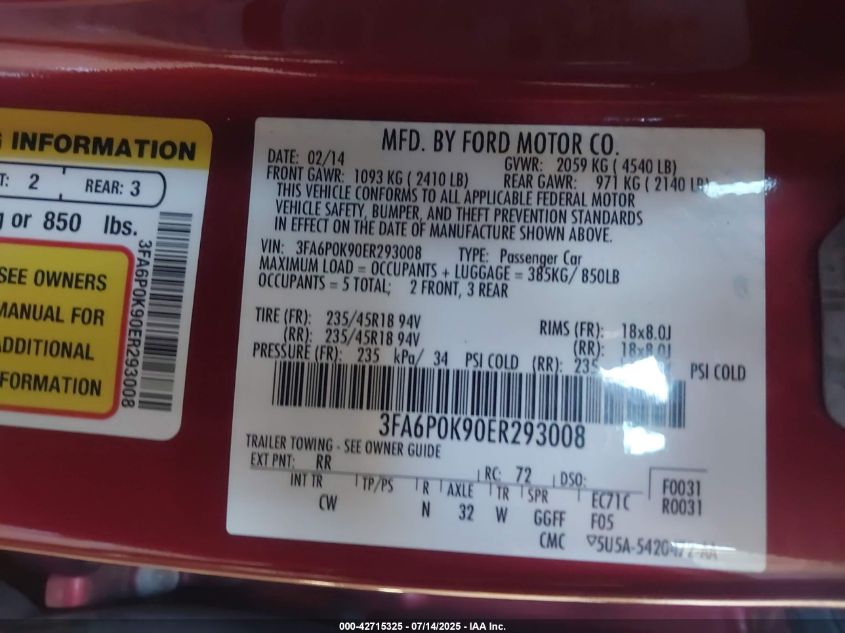 G INFORMATION
T: 2 REAR: 3
g or 850 lbs.
SEE OWNERS
MANUAL FOR
ADDITIONAL
FORMATION
3FA6P0K90ER293008
MFD. BY FORD MOTOR CO.
DATE: 02/14 GVWR: 2059 KG ( 4540 LB)
FRONT GAWR: 1093 KG ( 2410 LB) REAR GAWR: 971 KG ( 2140 LB)
THIS VEHICLE CONFORMS TO ALL APPLICABLE FEDERAL MOTOR
VEHICLE SAFETY, BUMPER, AND THEFT PREVENTION STANDARDS
IN EFFECT ON THE DATE OF MANUFACTURE SHOWN ABOVE.
VIN: 3FA6P0K90ER293008 TYPE: Passenger Car
MAXIMUM LOAD = OCCUPANTS + LUGGAGE = 385KG/ 850LB
OCCUPANTS = 5 TOTAL; 2 FRONT, 3 REAR
TIRE (FR): 235/45R18 94V RIMS (FR): 18x8.0J
(RR): 235/45R18 94V (RR): 18x8.0J
PRESSURE (FR): 235 kPa/ 34 PSI COLD (RR): 235 PSI COLD
3FA6P0K90ER293008
TRAILER TOWING - SEE OWNER GUIDE
EXT PNT: RR RC: 72 DSO: F0031
INT TR TP/PS R AXLE TR SPR EC71C R0031
CW N 32 W GGFF F05
CMC
000-42715325 - 07/14/2025 - IAA Inc.